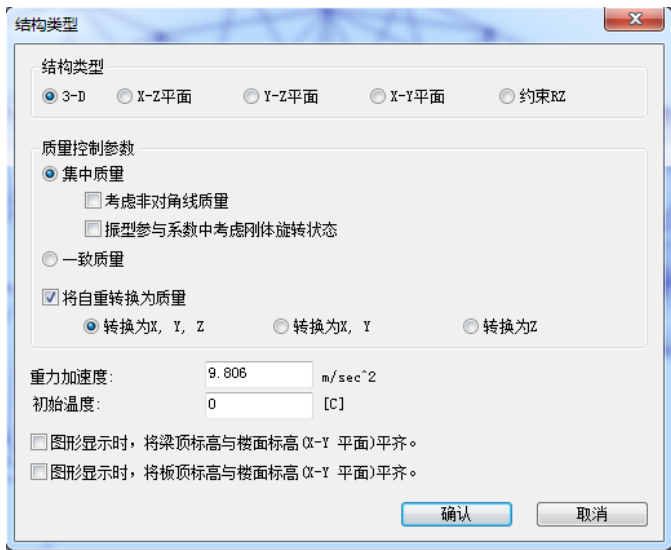 结构类型
结构类型
3-D X-Z平面 Y-Z平面 X-Y平面 约束RZ
质量控制参数
集中质量
考虑非对角线质量
振型参与系数中考虑刚体旋转状态
一致质量
将自重转换为质量
转换为X, Y, Z 转换为X, Y 转换为Z
重力加速度: 9.806 m/sec^2
初始温度: 0 [C]
图形显示时，将梁顶标高与楼面标高(X-Y 平面)平齐。
图形显示时，将板顶标高与楼面标高(X-Y 平面)平齐。
确认 取消